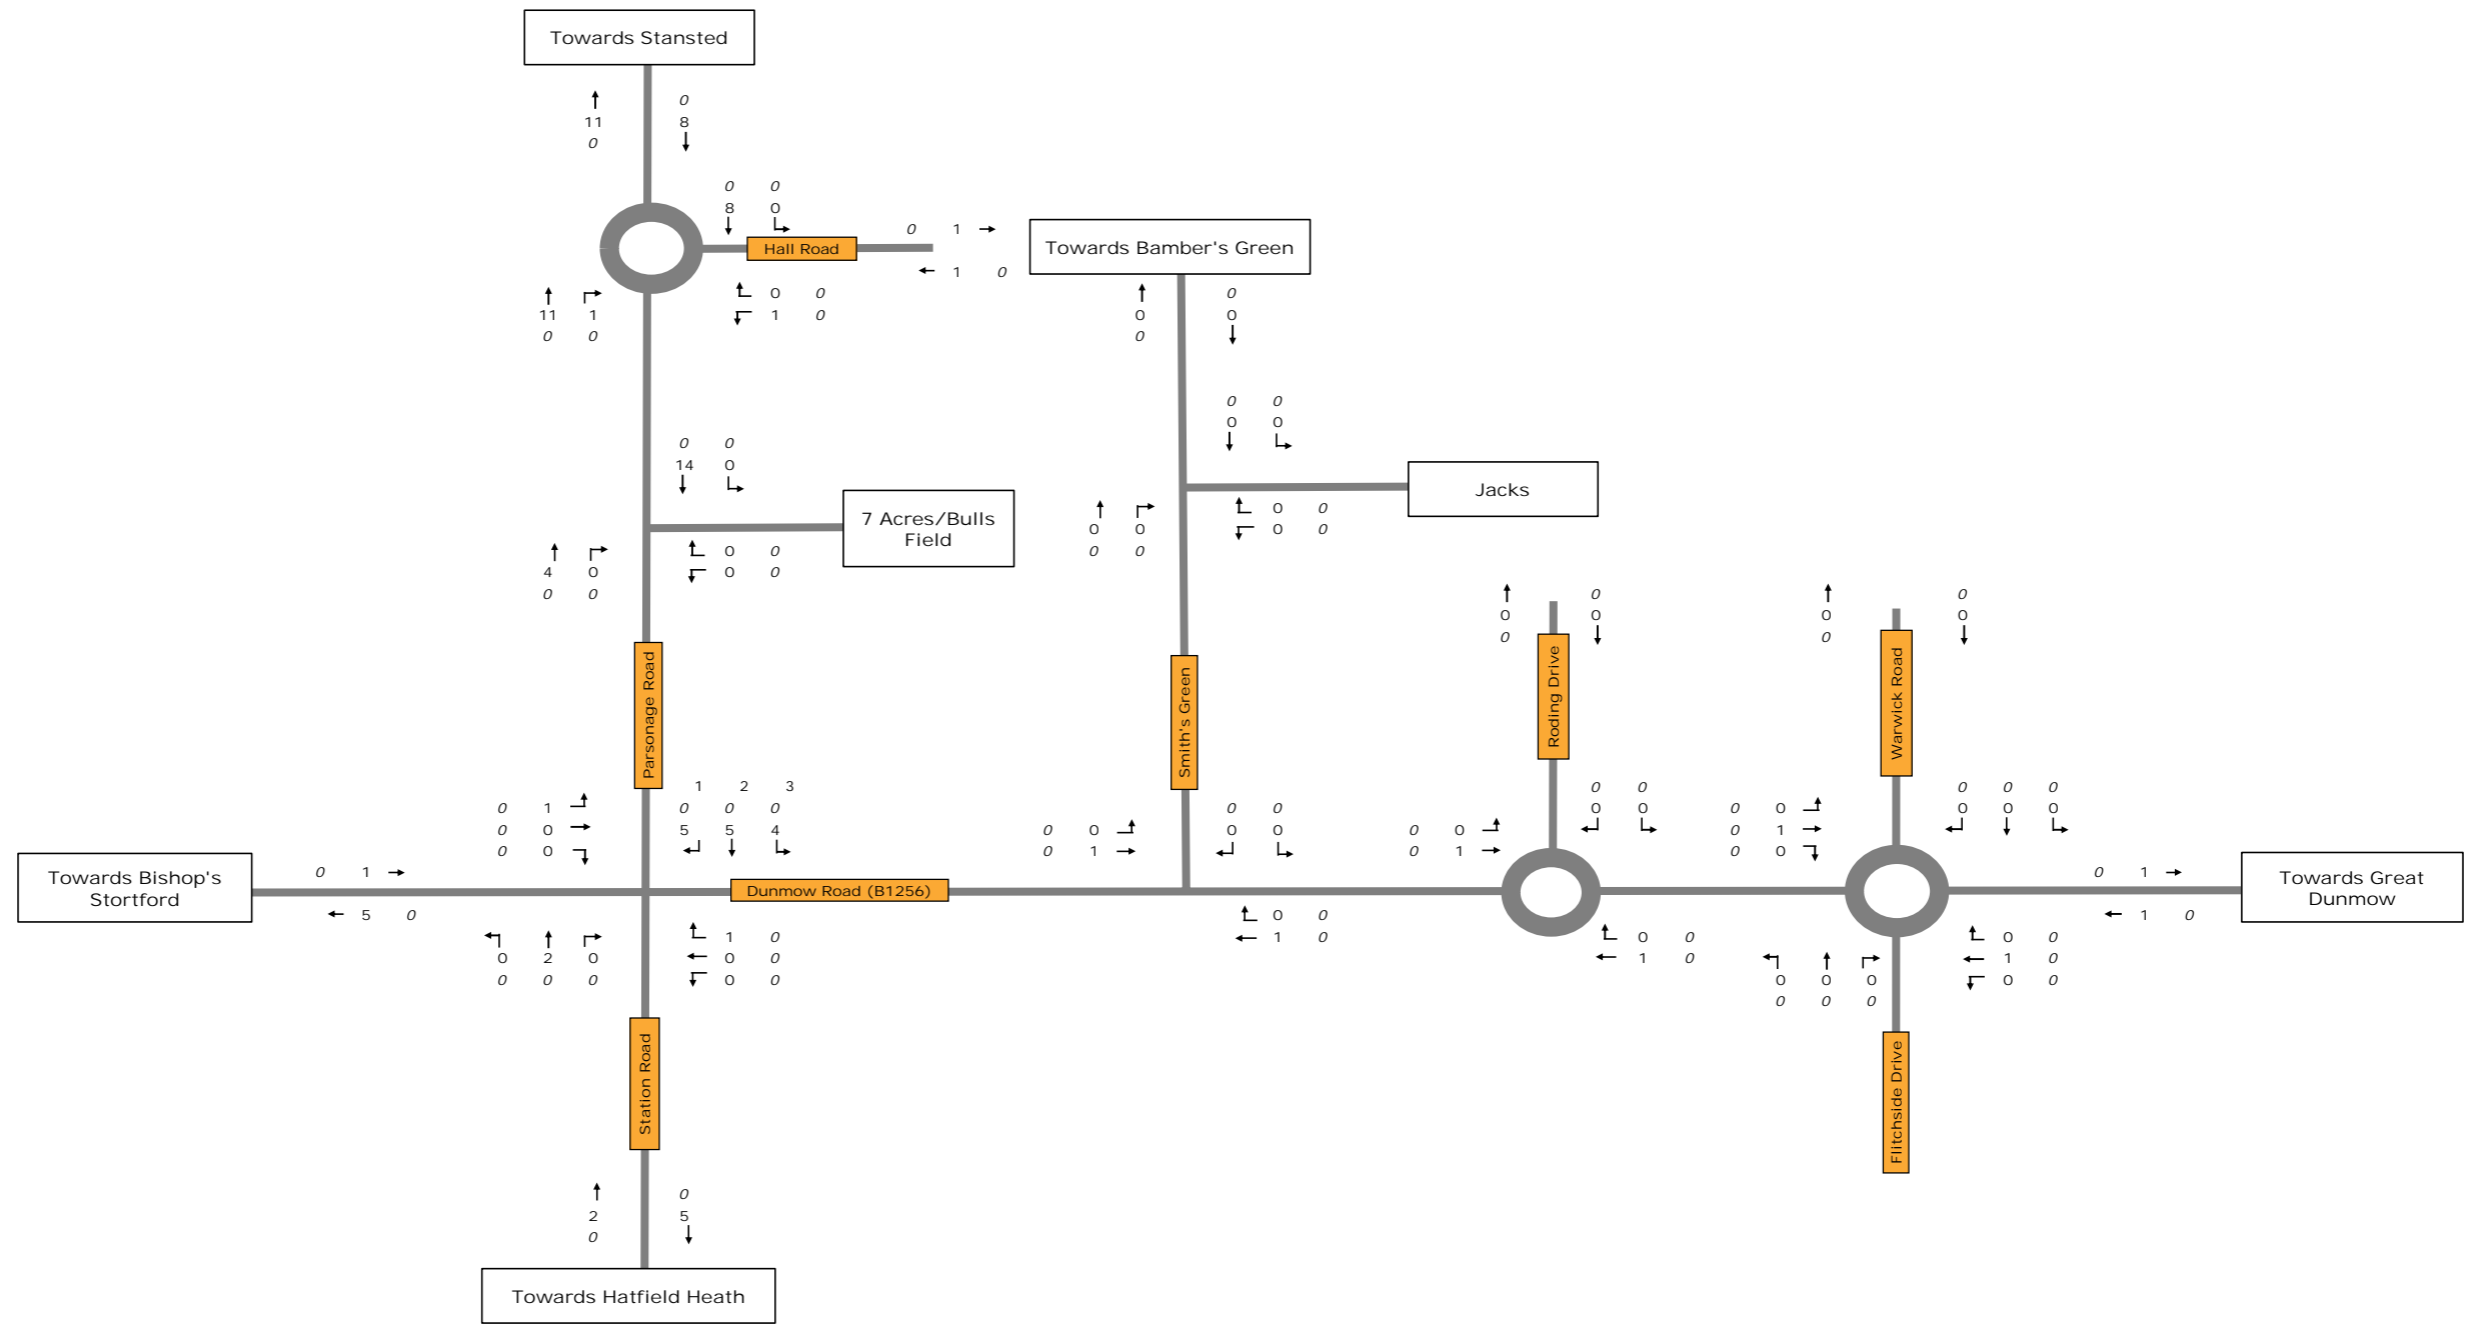 Towards Stansted
0
11 8
0
0 0
8 0
Hall Road
0 1
1 0
0 0
11 1 1 0
0 0
Towards Bamber's Green
0
0 0
0
0 0
0 0
Jacks
0 0
0 0 0 0
0 0
0 0
14 0
7 Acres/Bulls
Field
0 0
4 0 0 0
0 0
Parsonage Road
Smith's Green
0
0 0
0
Roding Drive
0
0 0
0
Warwick Road
1 2 3
0 1 0 0 0
0 0 5 5 4
0 0
0 0 0 0
0 1 0 0
0 0 0 0
0 1 0 0
0 0 0 0 0
0 1 0 0 0
0 0
Towards Bishop's
Stortford
0 1
5 0
Dunmow Road (B1256)
0 1
1 0
Towards Great
Dunmow
1 0
0 2 0 0 0
0 0 0 0 0
0 0
1 0
0 0
1 0
0 0
1 0
0 0 0 0 0
0 0 0
Station Road
Flitchside Drive
0
2 5
0
Towards Hatfield Heath